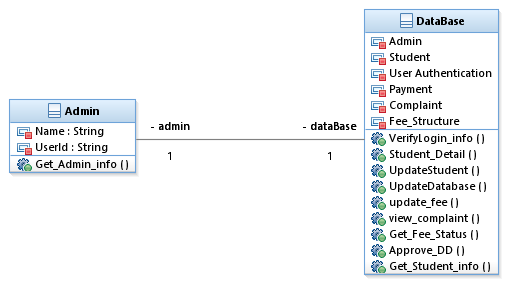 Admin
Name : String
UserId : String
Get_Admin_info ()
- admin
1
- dataBase
1
DataBase
Admin
Student
User Authentication
Payment
Complaint
Fee_Structure
VerifyLogin_info ()
Student_Detail ()
UpdateStudent ()
UpdateDatabase ()
update_fee ()
view_complaint ()
Get_Fee_Status ()
Approve_DD ()
Get_Student_info ()